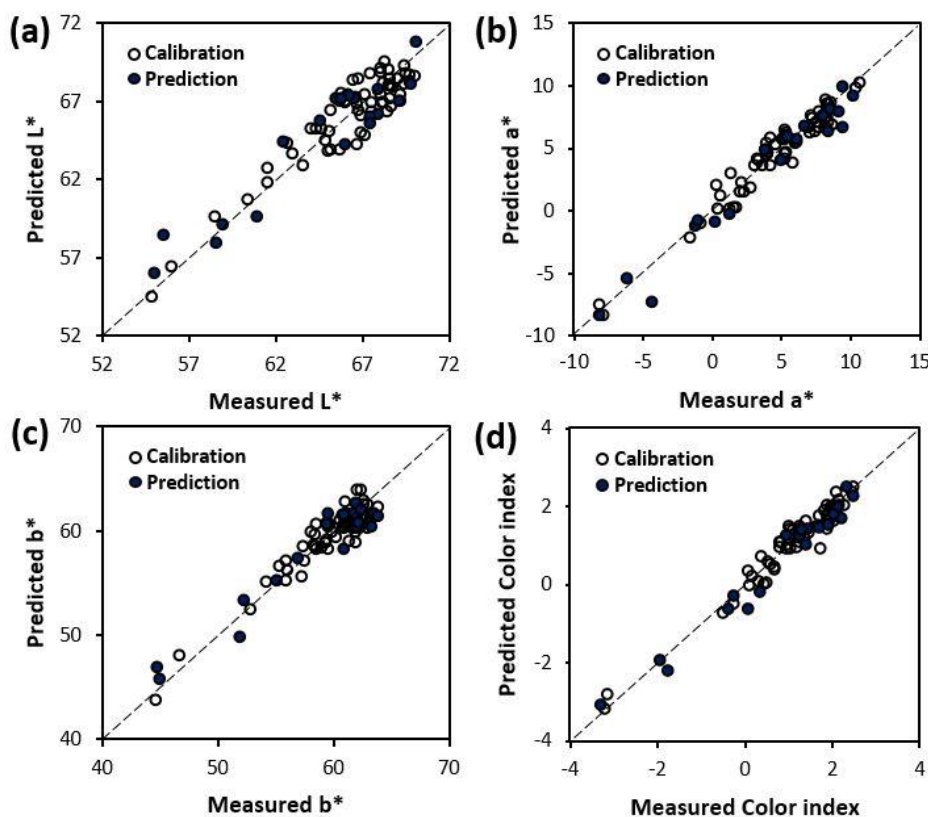 (a)
72
67
62
57
52
Predicted L*
Calibration
Prediction
52 57 62 67 72
Measured L*
(b)
15
10
5
0
-5
-10
Predicted a*
Calibration
Prediction
-10 -5 0 5 10 15
Measured a*
(c)
70
60
50
40
Predicted b*
Calibration
Prediction
40 50 60 70
Measured b*
(d)
4
2
0
-2
-4
Predicted Color index
Calibration
Prediction
-4 -2 0 2 4
Measured Color index